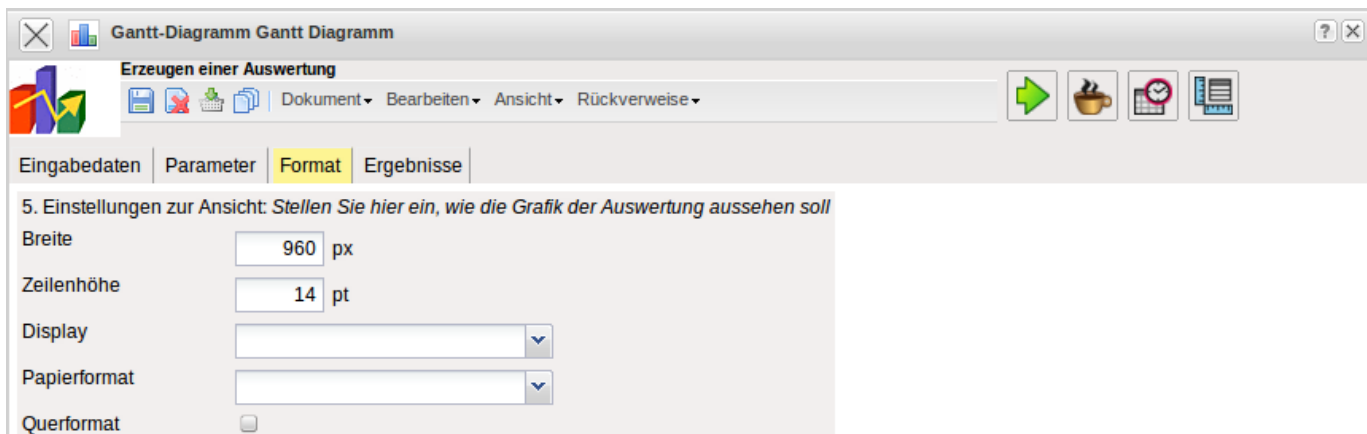 Gantt-Diagramm Gantt Diagramm
?
Erzeugen einer Auswertung
Dokument Bearbeiten Ansicht Rückverweise
Eingabedaten Parameter Format Ergebnisse
5. Einstellungen zur Ansicht: Stellen Sie hier ein, wie die Grafik der Auswertung aussehen soll
Breite 960 px
Zeilenhöhe 14 pt
Display
Papierformat
Querformat